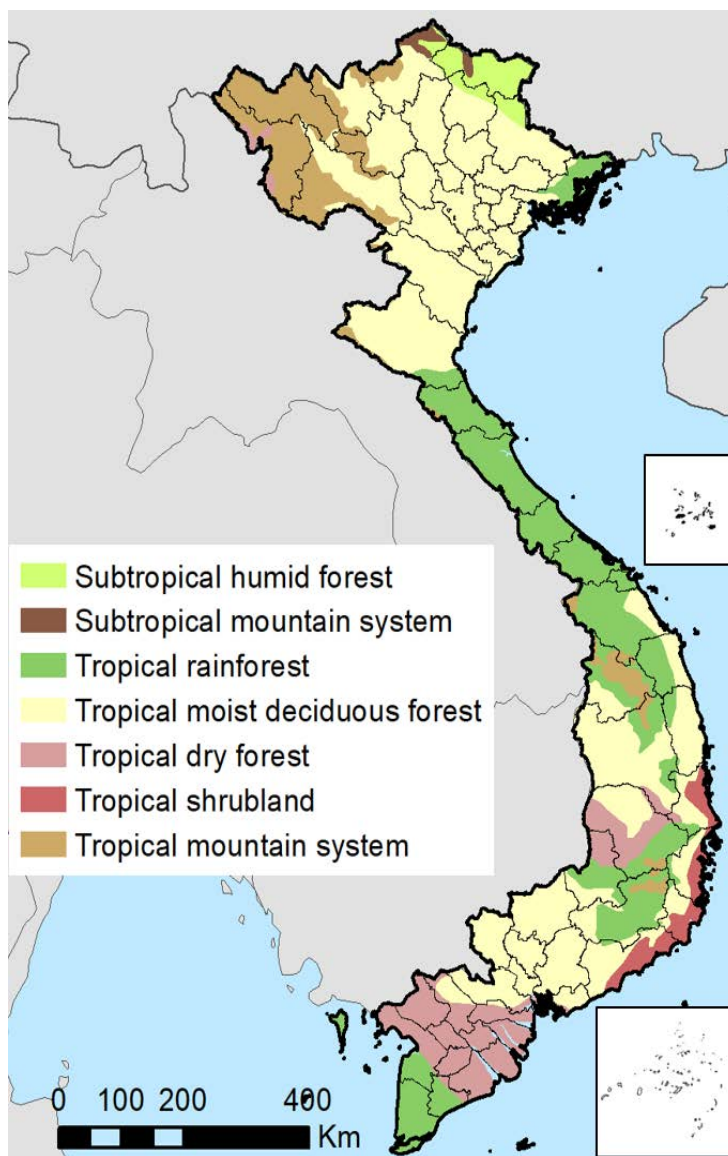 Subtropical humid forest
Subtropical mountain system
Tropical rainforest
Tropical moist deciduous forest
Tropical dry forest
Tropical shrubland
Tropical mountain system
0 100 200 400
Km